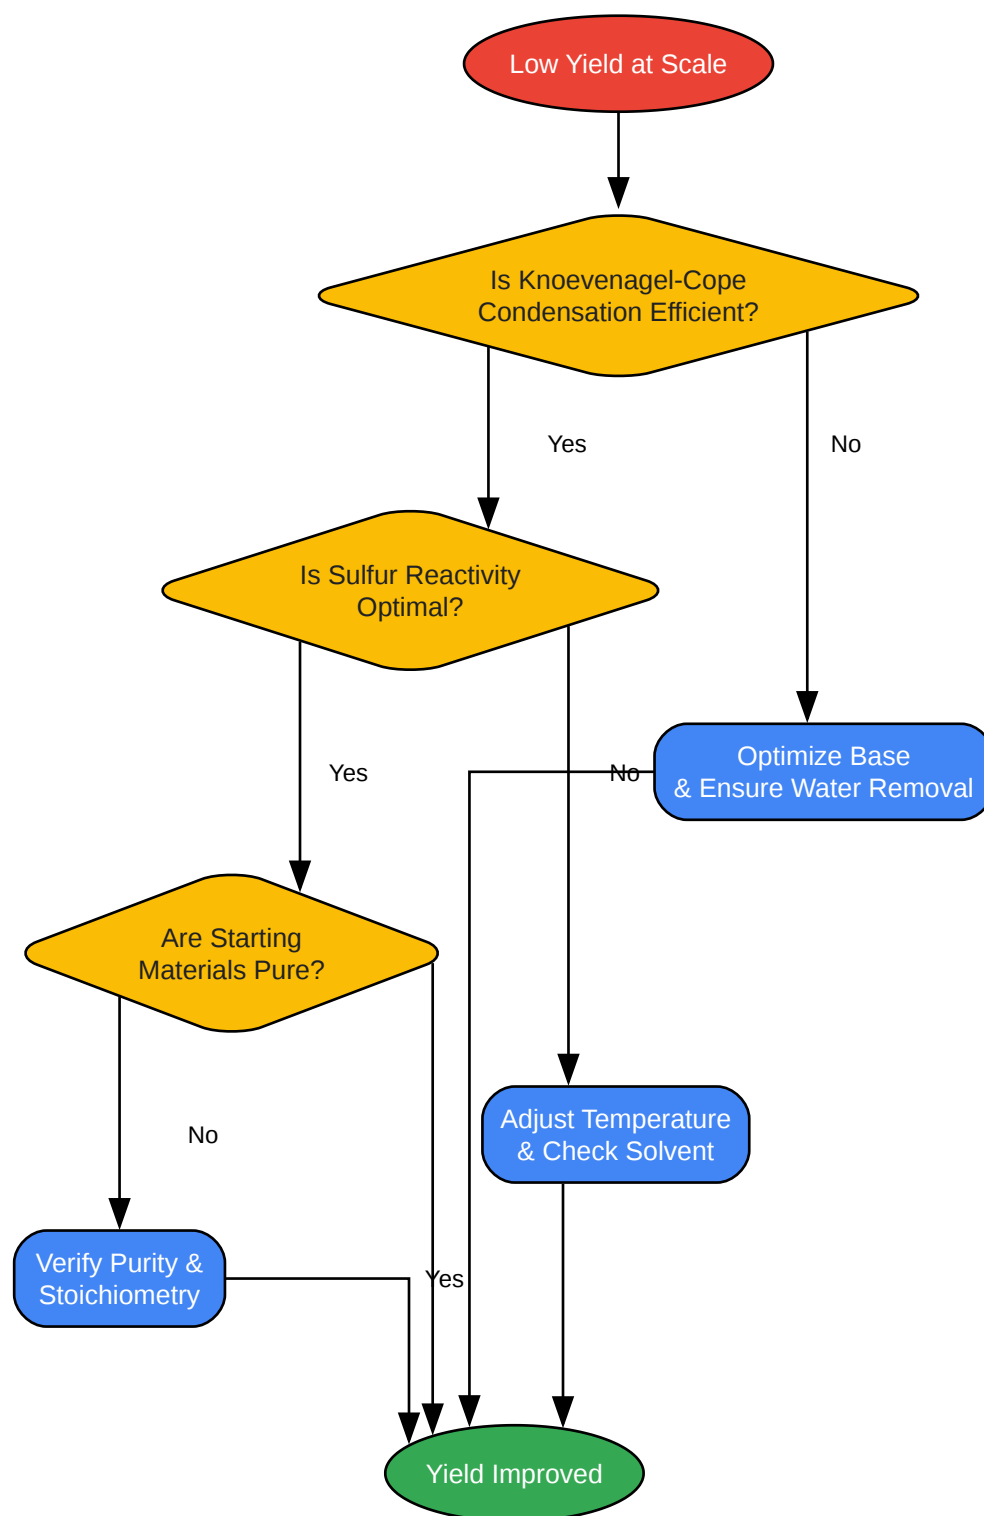 Low Yield at Scale
Is Knoevenagel-Cope
Condensation Efficient?
Yes
No
Is Sulfur Reactivity
Optimal?
Yes
No
Optimize Base
& Ensure Water Removal
Are Starting
Materials Pure?
No
Adjust Temperature
& Check Solvent
Verify Purity &
Stoichiometry
Yes
Yield Improved